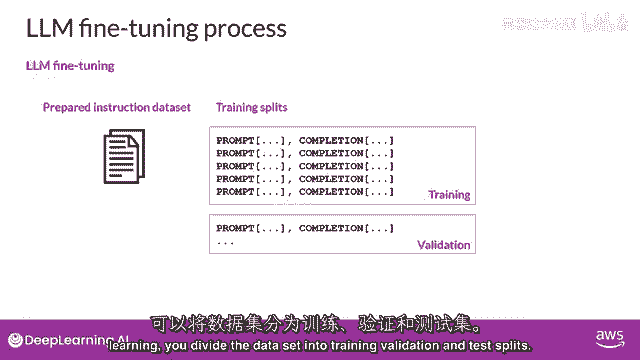 LLM fine-tuning process
LLM fine-tuning
Prepared instruction dataset
Training splits
PROMPT[...], COMPLETION[...]
PROMPT[...], COMPLETION[...]
PROMPT[...], COMPLETION[...]
PROMPT[...], COMPLETION[...]
PROMPT[...], COMPLETION[...]
Training
PROMPT[...], COMPLETION[...]
...
Validation
可以将数据集分为训练、验证和测试集。
learning, you divide the data set into training validation and test splits.
DeepLearning.AI
aws